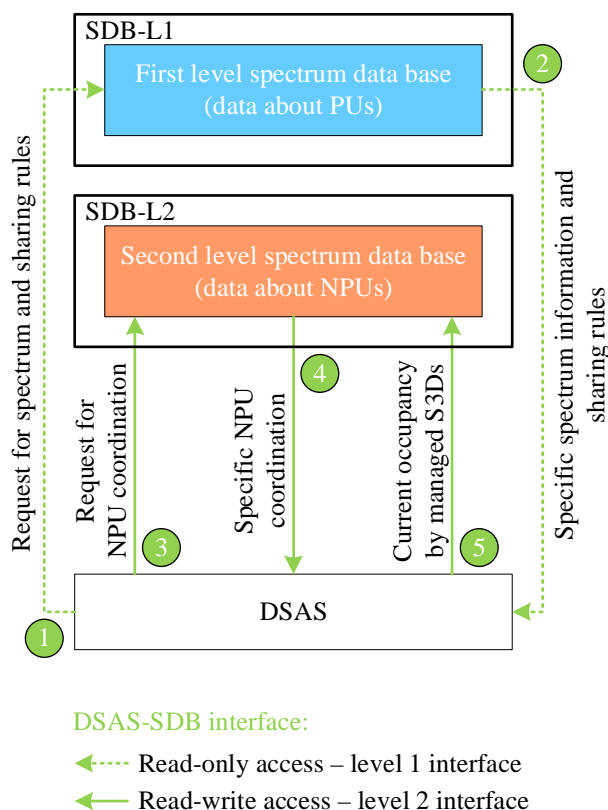 SDB-L1
First level spectrum data base
(data about PUs)
2
SDB-L2
Second level spectrum data base
(data about NPUs)
Request for spectrum and sharing rules
Specific spectrum information and
sharing rules
4
Request for
NPU coordination
Specific NPU
coordination
Current occupancy
by managed S3Ds
3
5
DSAS
1
DSAS-SDB interface:
Read-only access – level 1 interface
Read-write access – level 2 interface